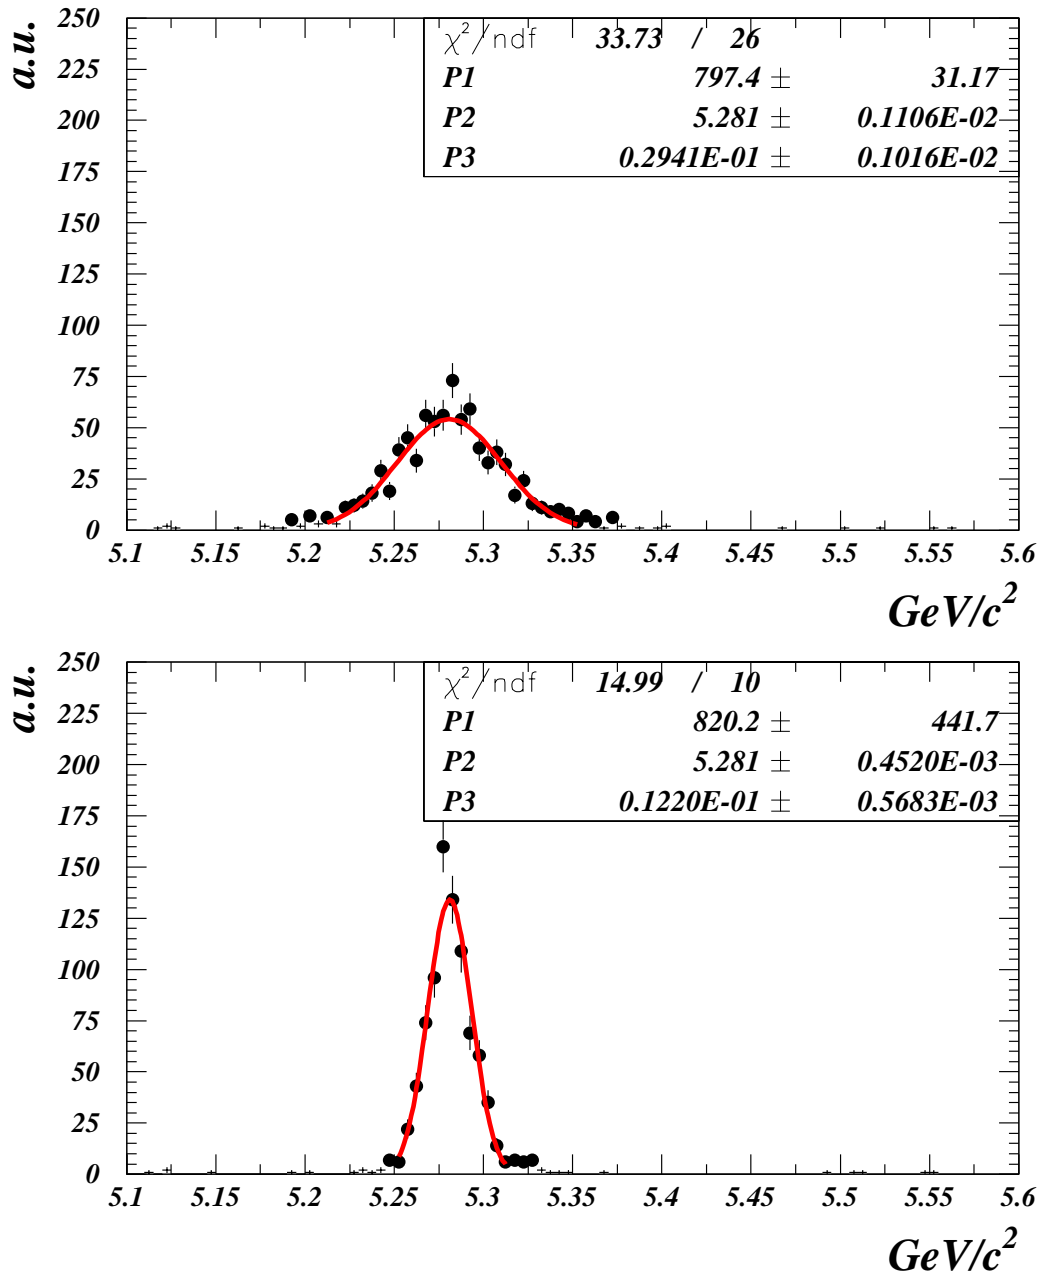 a.u.
250
225
200
175
150
125
100
75
50
25
0
χ²/ndf 33.73 / 26
P1 797.4 ± 31.17
P2 5.281 ± 0.1106E-02
P3 0.2941E-01 ± 0.1016E-02
5.1 5.15 5.2 5.25 5.3 5.35 5.4 5.45 5.5 5.55 5.6
GeV/c²
a.u.
250
225
200
175
150
125
100
75
50
25
0
χ²/ndf 14.99 / 10
P1 820.2 ± 441.7
P2 5.281 ± 0.4520E-03
P3 0.1220E-01 ± 0.5683E-03
5.1 5.15 5.2 5.25 5.3 5.35 5.4 5.45 5.5 5.55 5.6
GeV/c²